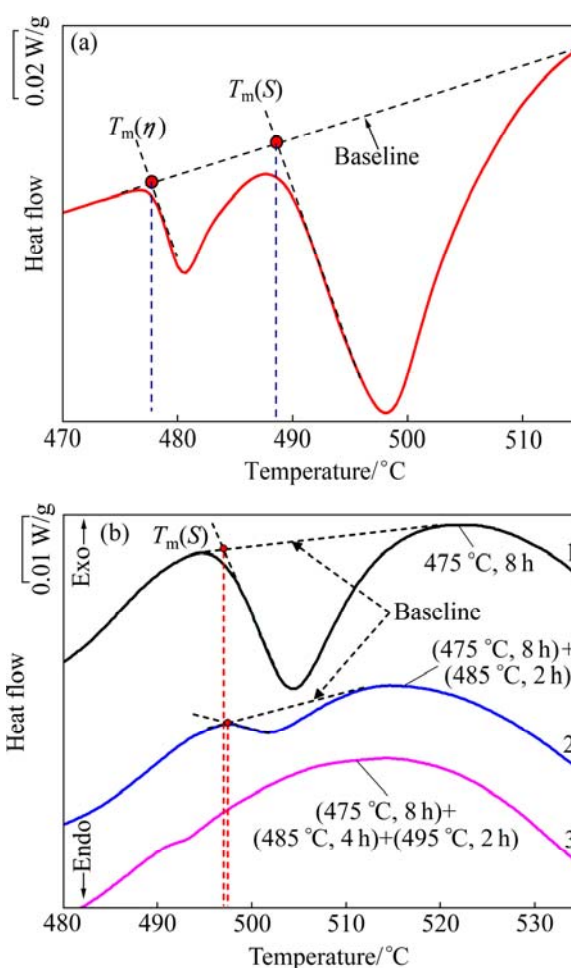 (a)
0.02 W/g
Tm(η)
Tm(S)
Baseline
Heat flow
470 480 490 500 510
Temperature/°C
(b)
0.01 W/g
Exo
Tm(S)
1
475 °C, 8 h
Baseline
(475 °C, 8 h)+
(485 °C, 2 h)
2
Heat flow
(475 °C, 8 h)+
(485 °C, 4 h)+(495 °C, 2 h)
3
Endo
480 490 500 510 520 530
Temperature/°C